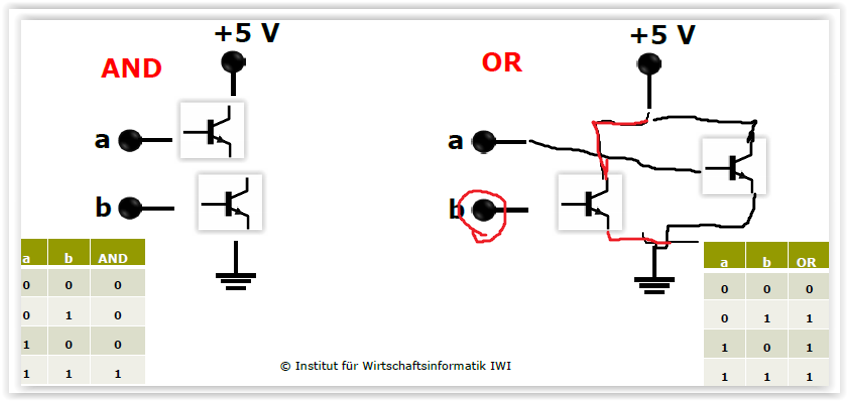 +5 V
AND
a
b
a b AND
0 0 0
0 1 0
1 0 0
1 1 1
+5 V
OR
a
b
a b OR
0 0 0
0 1 1
1 0 1
1 1 1
© Institut für Wirtschaftsinformatik IWI